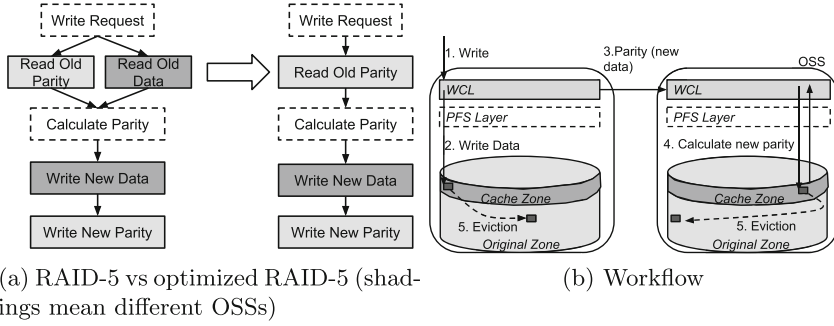 Write Request
Read Old Parity
Read Old Data
Calculate Parity
Write New Data
Write New Parity
Write Request
Read Old Parity
Calculate Parity
Write New Data
Write New Parity
(a) RAID-5 vs optimized RAID-5 (shad-
ings mean different OSSs)
1. Write
WCL
PFS Layer
2. Write Data
Cache Zone
5. Eviction
Original Zone
3.Parity (new
data)
OSS
WCL
PFS Layer
4. Calculate new parity
Cache Zone
5. Eviction
Original Zone
(b) Workflow